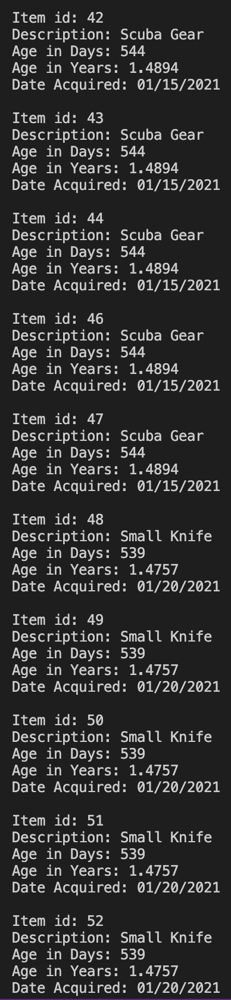 Item id: 42
Description: Scuba Gear
Age in Days: 544
Age in Years: 1.4894
Date Acquired: 01/15/2021

Item id: 43
Description: Scuba Gear
Age in Days: 544
Age in Years: 1.4894
Date Acquired: 01/15/2021

Item id: 44
Description: Scuba Gear
Age in Days: 544
Age in Years: 1.4894
Date Acquired: 01/15/2021

Item id: 46
Description: Scuba Gear
Age in Days: 544
Age in Years: 1.4894
Date Acquired: 01/15/2021

Item id: 47
Description: Scuba Gear
Age in Days: 544
Age in Years: 1.4894
Date Acquired: 01/15/2021

Item id: 48
Description: Small Knife
Age in Days: 539
Age in Years: 1.4757
Date Acquired: 01/20/2021

Item id: 49
Description: Small Knife
Age in Days: 539
Age in Years: 1.4757
Date Acquired: 01/20/2021

Item id: 50
Description: Small Knife
Age in Days: 539
Age in Years: 1.4757
Date Acquired: 01/20/2021

Item id: 51
Description: Small Knife
Age in Days: 539
Age in Years: 1.4757
Date Acquired: 01/20/2021

Item id: 52
Description: Small Knife
Age in Days: 539
Age in Years: 1.4757
Date Acquired: 01/20/2021